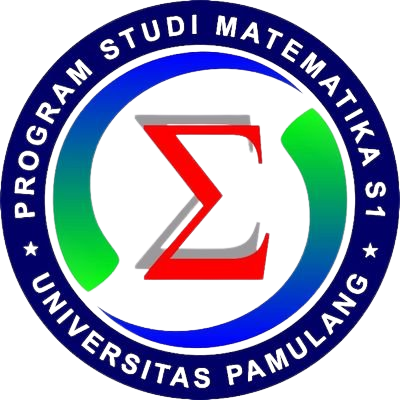 PROGRAM STUDI MATEMATIKA S1
UNIVERSITAS PAMULANG
Σ